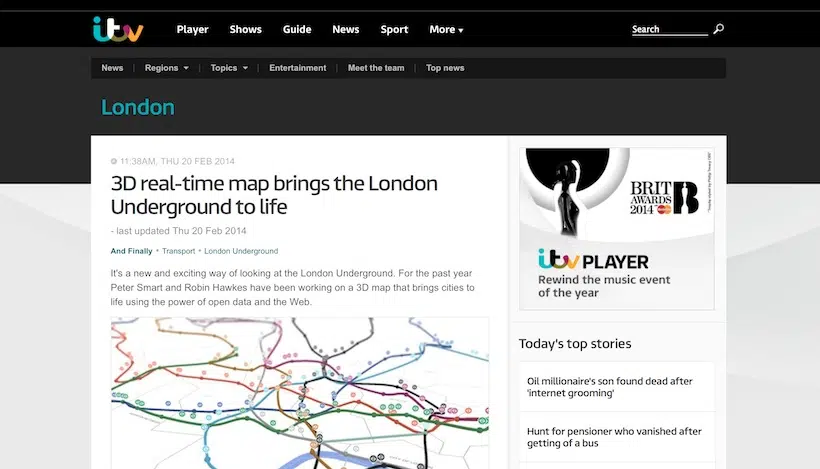 itv
Player
Shows
Guide
News
Sport
More
Search
News
Regions
Topics
Entertainment
Meet the team
Top news
London
11:38AM, THU 20 FEB 2014
3D real-time map brings the London
Underground to life
- last updated Thu 20 Feb 2014
And Finally • Transport • London Underground
It's a new and exciting way of looking at the London Underground. For the past year
Peter Smart and Robin Hawkes have been working on a 3D map that brings cities to
life using the power of open data and the Web.
BRIT
AWARDS
2014
MasterCard
B
itv PLAYER
Rewind the music event
of the year
Today's top stories
Oil millionaire's son found dead after
'internet grooming'
Hunt for pensioner who vanished after
getting of a bus